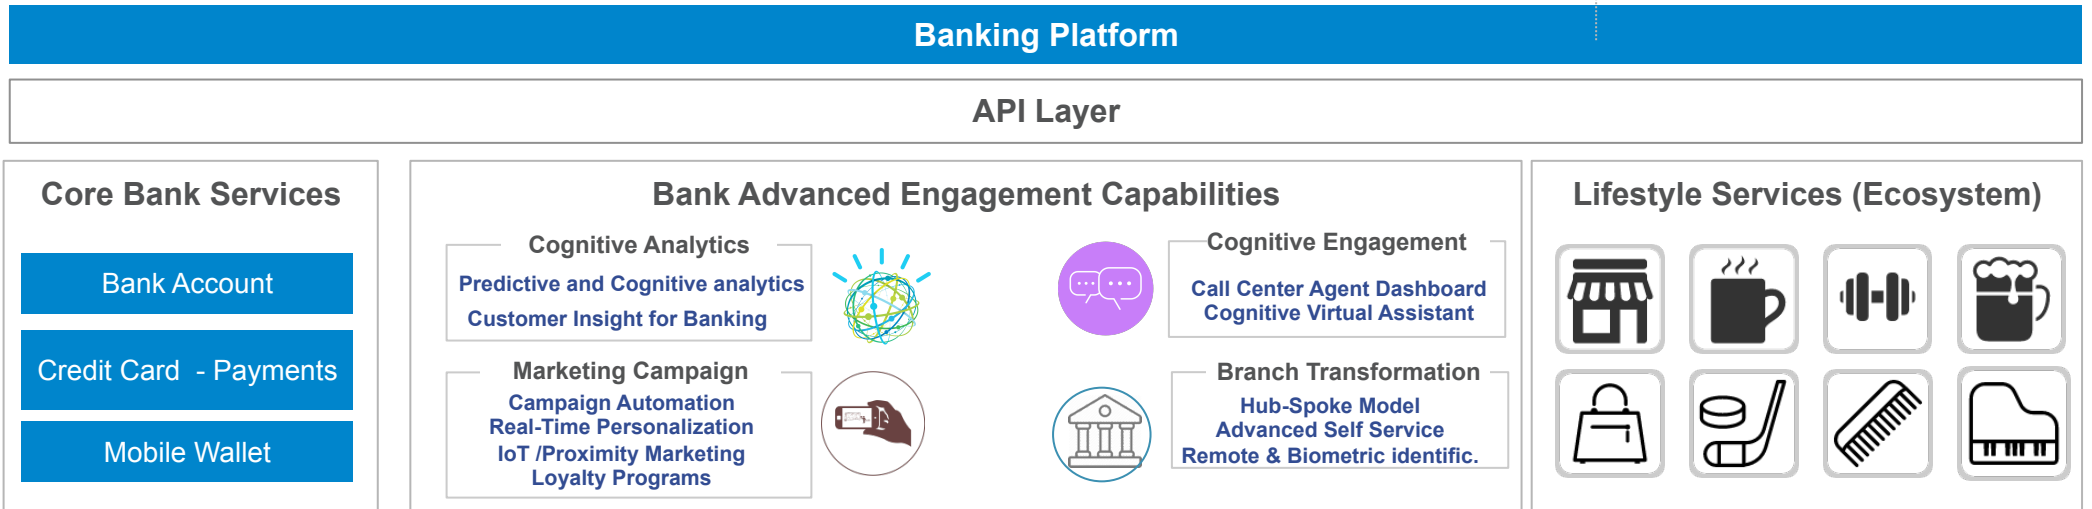 Banking Platform
API Layer
Core Bank Services
Bank Account
Credit Card - Payments
Mobile Wallet
Bank Advanced Engagement Capabilities
Cognitive Analytics
Predictive and Cognitive analytics
Customer Insight for Banking
Cognitive Engagement
Call Center Agent Dashboard
Cognitive Virtual Assistant
Marketing Campaign
Campaign Automation
Real-Time Personalization
IoT /Proximity Marketing
Loyalty Programs
Branch Transformation
Hub-Spoke Model
Advanced Self Service
Remote & Biometric identific.
Lifestyle Services (Ecosystem)